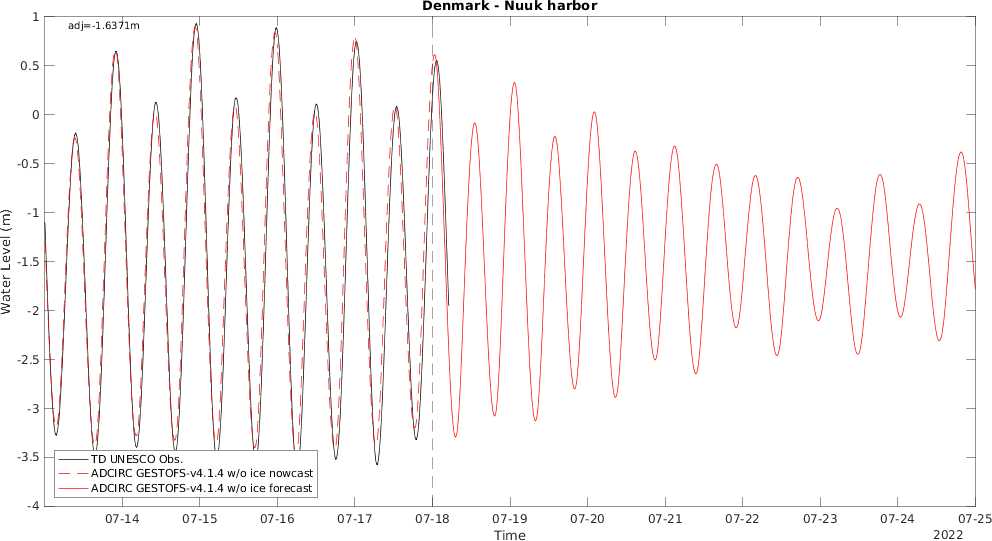 Denmark - Nuuk harbor
adj=-1.6371m
1
0.5
0
-0.5
-1
-1.5
-2
-2.5
-3
-3.5
-4
Water Level (m)
TD UNESCO Obs.
ADCIRC GESTOFS-v4.1.4 w/o ice nowcast
ADCIRC GESTOFS-v4.1.4 w/o ice forecast
07-14 07-15 07-16 07-17 07-18 07-19 07-20 07-21 07-22 07-23 07-24 07-25
Time
2022